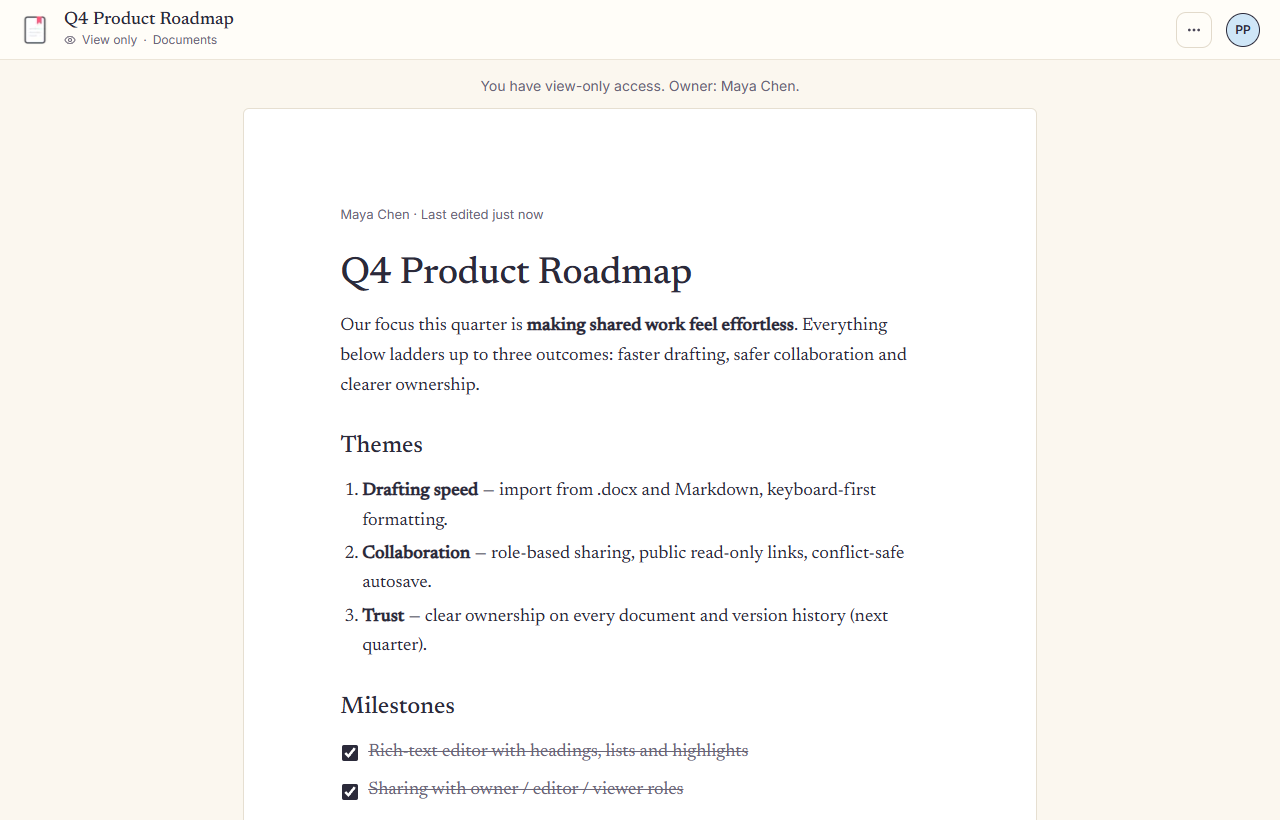 Q4 Product Roadmap
View only · Documents
PP
You have view-only access. Owner: Maya Chen.
Maya Chen · Last edited just now
Q4 Product Roadmap
Our focus this quarter is making shared work feel effortless. Everything
below ladders up to three outcomes: faster drafting, safer collaboration and
clearer ownership.
Themes
1. Drafting speed — import from .docx and Markdown, keyboard-first
formatting.
2. Collaboration — role-based sharing, public read-only links, conflict-safe
autosave.
3. Trust — clear ownership on every document and version history (next
quarter).
Milestones
Rich-text editor with headings, lists and highlights
Sharing with owner / editor / viewer roles